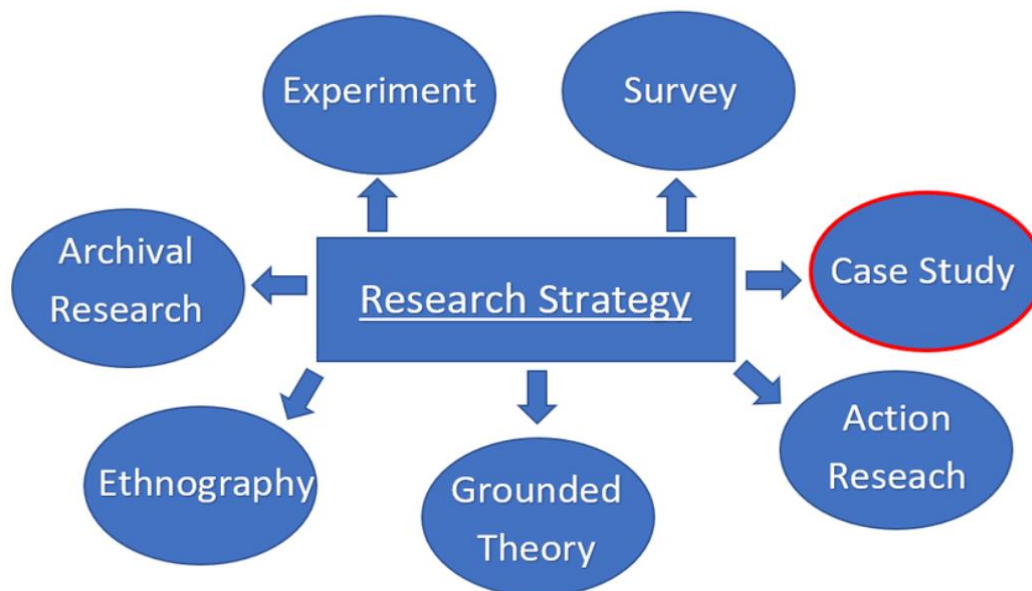 Experiment
Survey
Archival
Research
Research Strategy
Case Study
Ethnography
Grounded
Theory
Action
Reseach